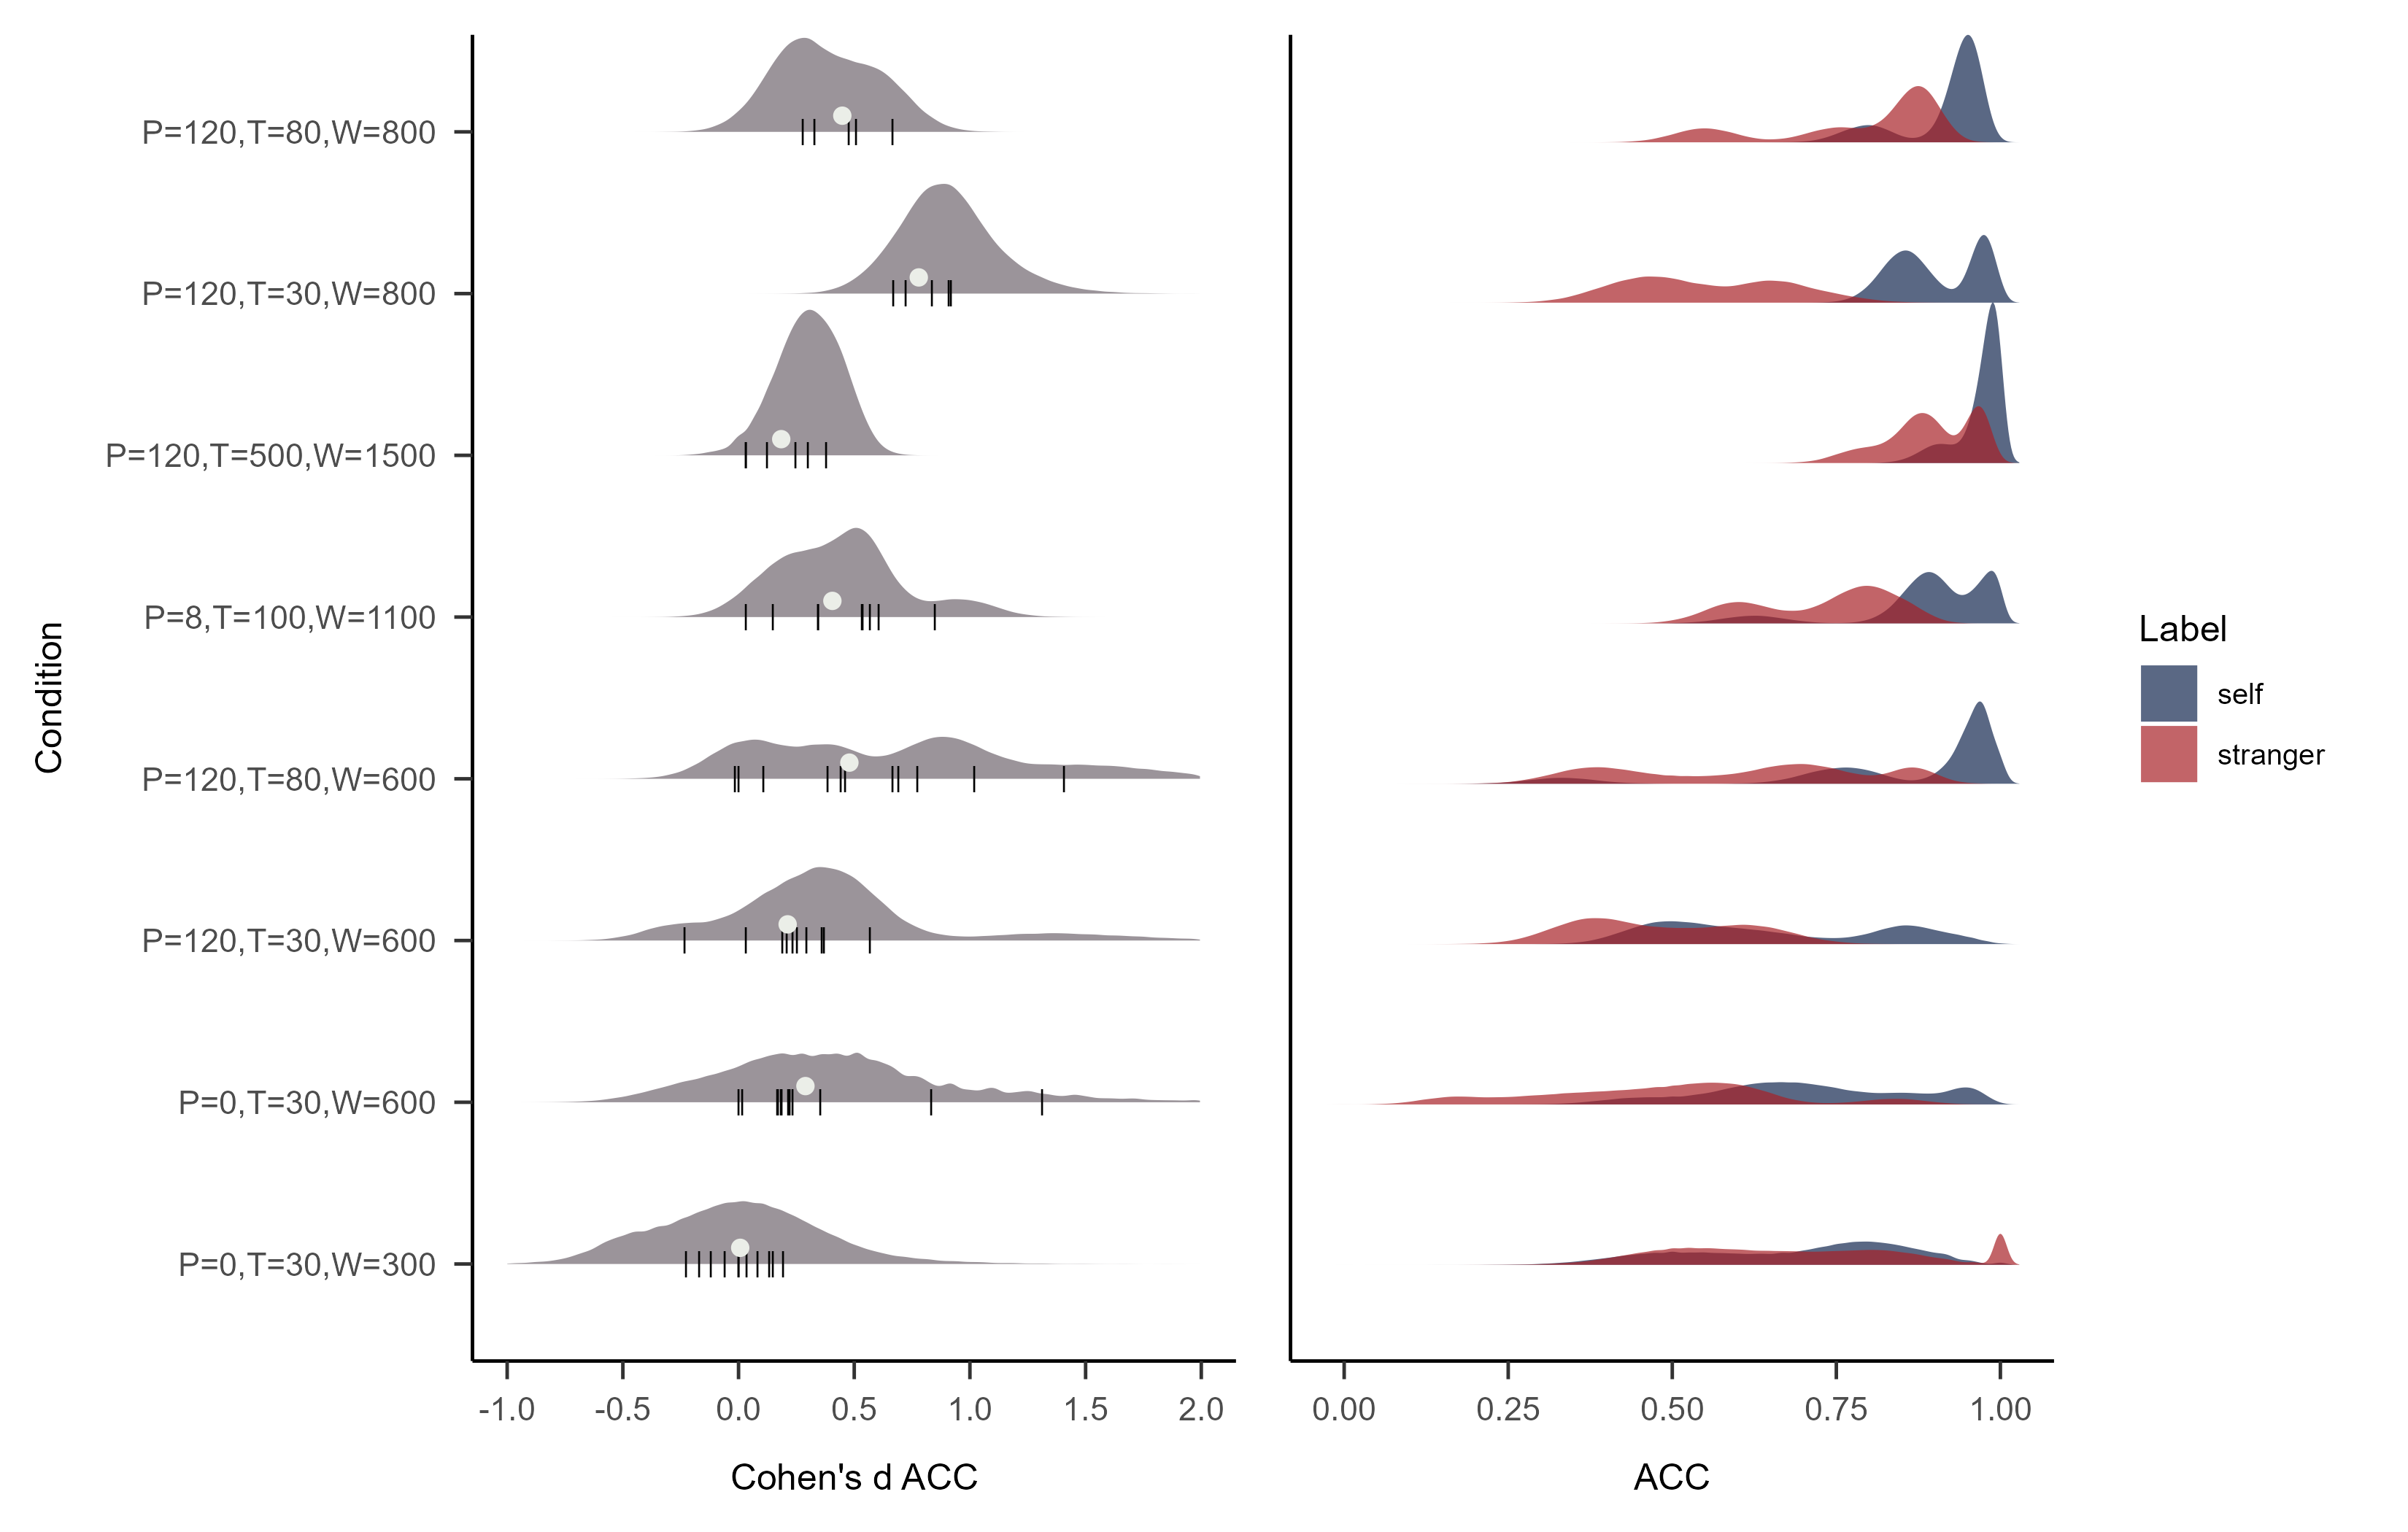 P=120,T=80,W=800
P=120,T=30,W=800
P=120,T=500,W=1500
P=8,T=100,W=1100
P=120,T=80,W=600
P=120,T=30,W=600
P=0,T=30,W=600
P=0,T=30,W=300
Condition
-1.0 -0.5 0.0 0.5 1.0 1.5 2.0
Cohen's d ACC
0.00 0.25 0.50 0.75 1.00
ACC
Label
self
stranger